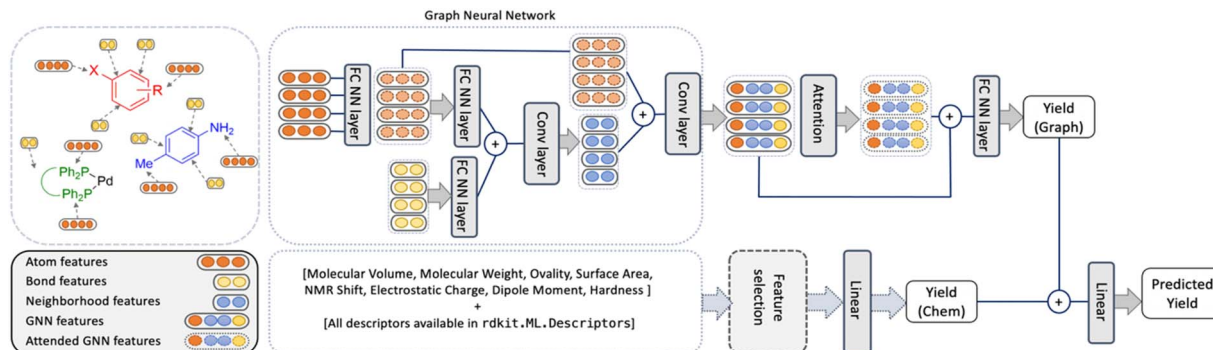 Graph Neural Network
X
R
NH2
Me
Ph2P
Ph2P
Pd
FC NN layer
FC NN layer
FC NN layer
+
Conv layer
+
Conv layer
Attention
+
FC NN layer
Yield
(Graph)
Atom features
Bond features
Neighborhood features
GNN features
Attended GNN features
[Molecular Volume, Molecular Weight, Ovality, Surface Area,
NMR Shift, Electrostatic Charge, Dipole Moment, Hardness ]
+
[All descriptors available in rdkit.ML.Descriptors]
Feature
selection
Linear
Yield
(Chem)
+
Linear
Predicted
Yield